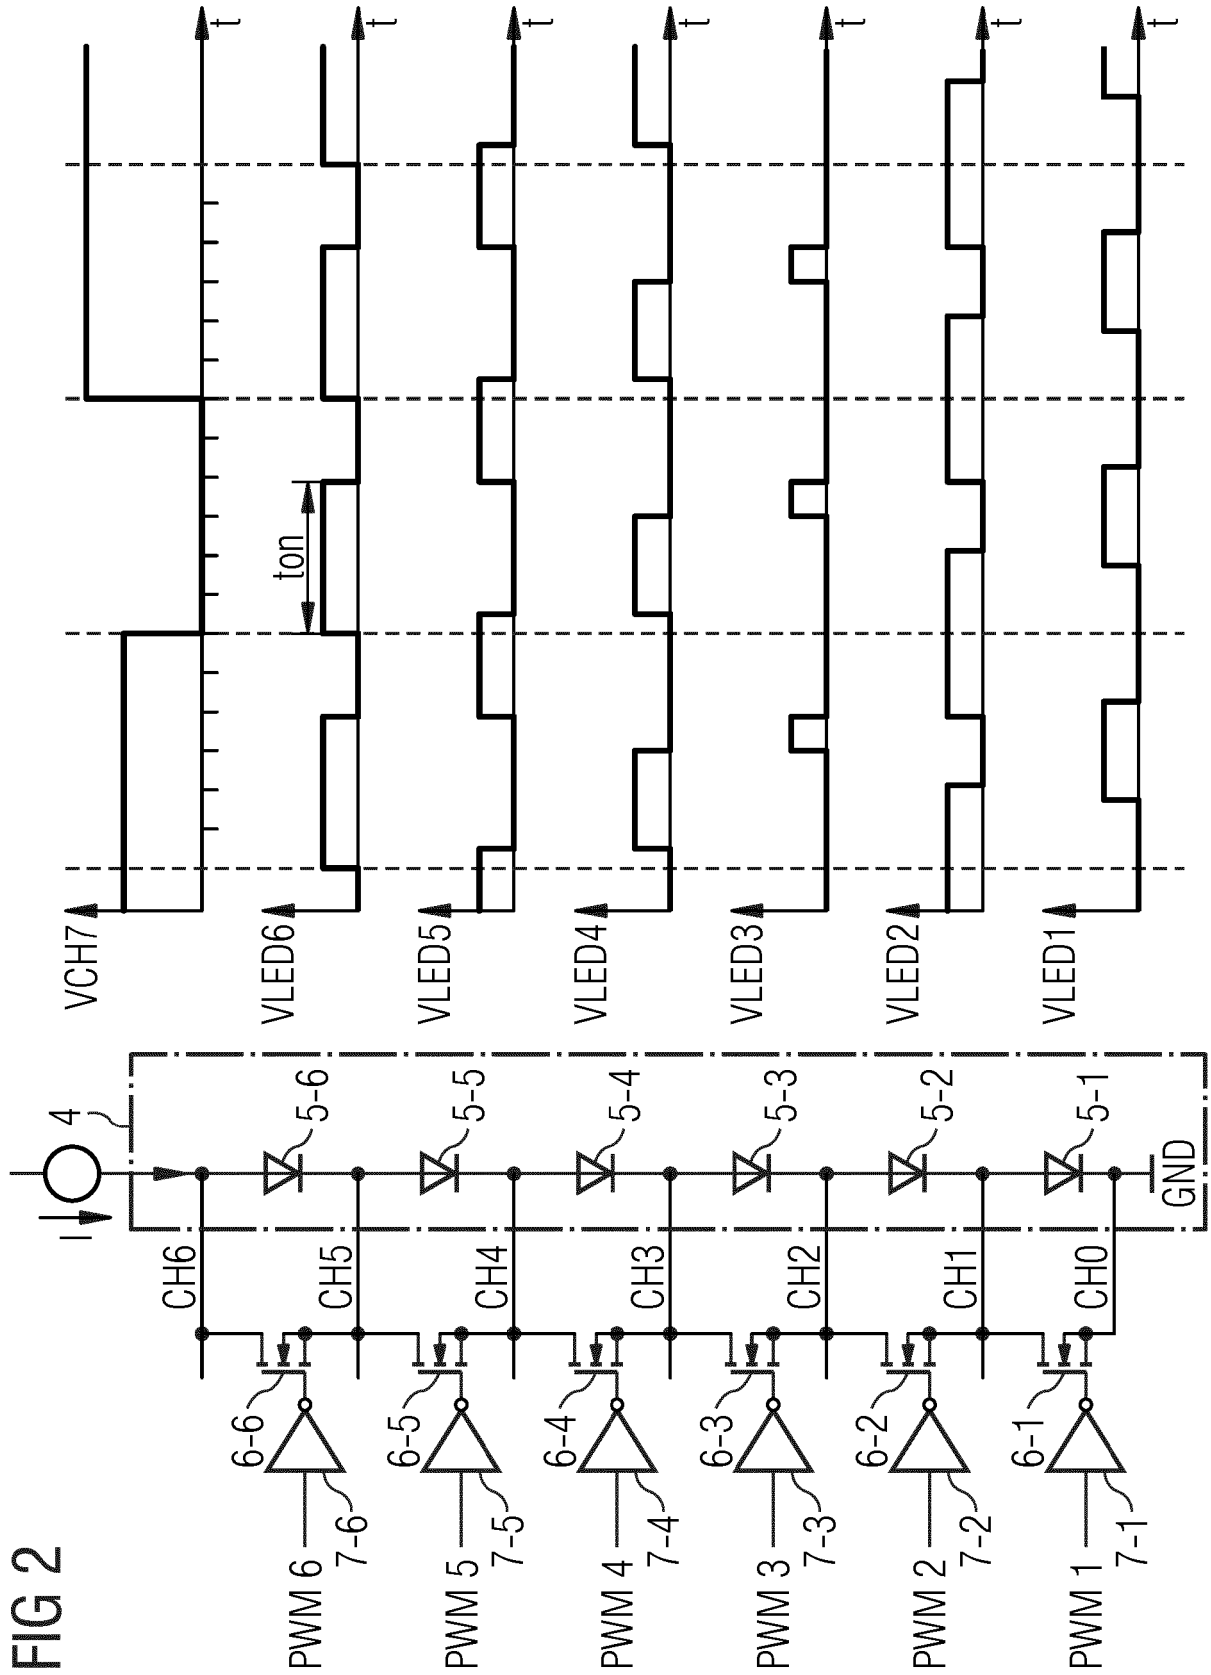 FIG 2
PWM 6
7-6
6-6
CH6
I
4
5-6
VCH7
t
PWM 5
7-5
6-5
CH5
5-5
VLED6
ton
t
PWM 4
7-4
6-4
CH4
5-4
VLED5
t
PWM 3
7-3
6-3
CH3
5-3
VLED4
t
PWM 2
7-2
6-2
CH2
5-2
VLED3
t
PWM 1
7-1
6-1
CH1
5-1
VLED2
t
CH0
GND
VLED1
t